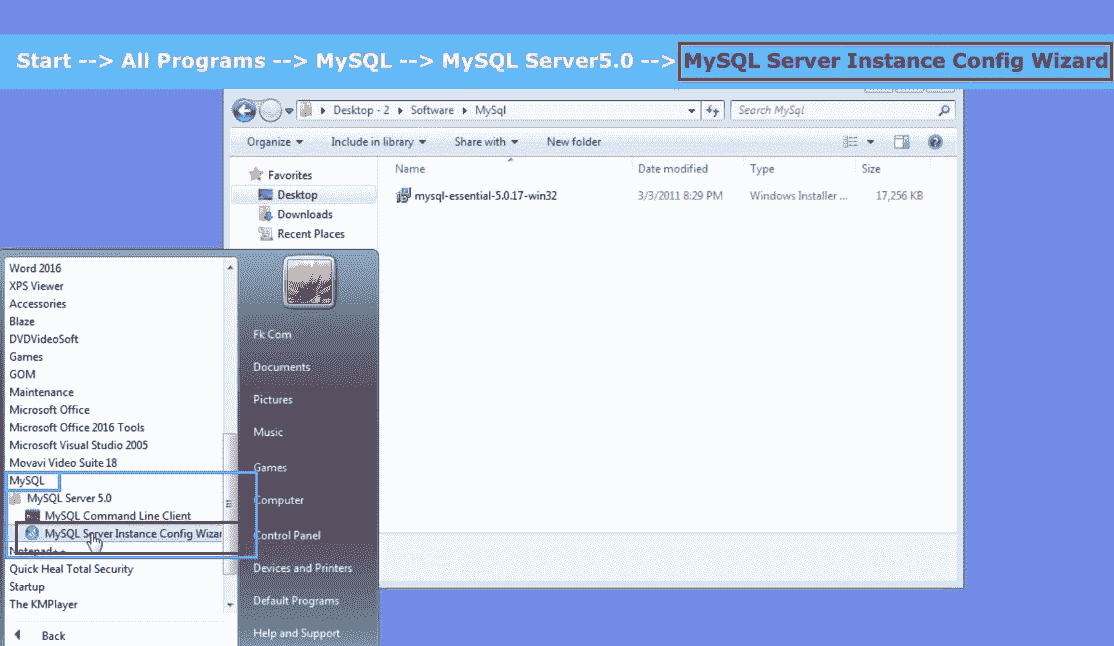 Start --> All Programs --> MySQL --> MySQL Server5.0 --> MySQL Server Instance Config Wizard
Desktop - 2 Software MySql
Search MySql
Organize Include in library Share with New folder
Name Date modified Type Size
Favorites
Desktop
Downloads
Recent Places
mysql-essential-5.0.17-win32 3/3/2011 8:29 PM Windows Installer ... 17,256 KB
Word 2016
XPS Viewer
Accessories
Blaze
DVDVideoSoft
Games
GOM
Maintenance
Microsoft Office
Microsoft Office 2016 Tools
Microsoft Visual Studio 2005
Movavi Video Suite 18
MySQL
MySQL Server 5.0
MySQL Command Line Client
MySQL Server Instance Config Wizar
Notepad++
Quick Heal Total Security
Startup
The KMPlayer
Back
Fk Com
Documents
Pictures
Music
Games
Computer
Control Panel
Devices and Printers
Default Programs
Help and Support